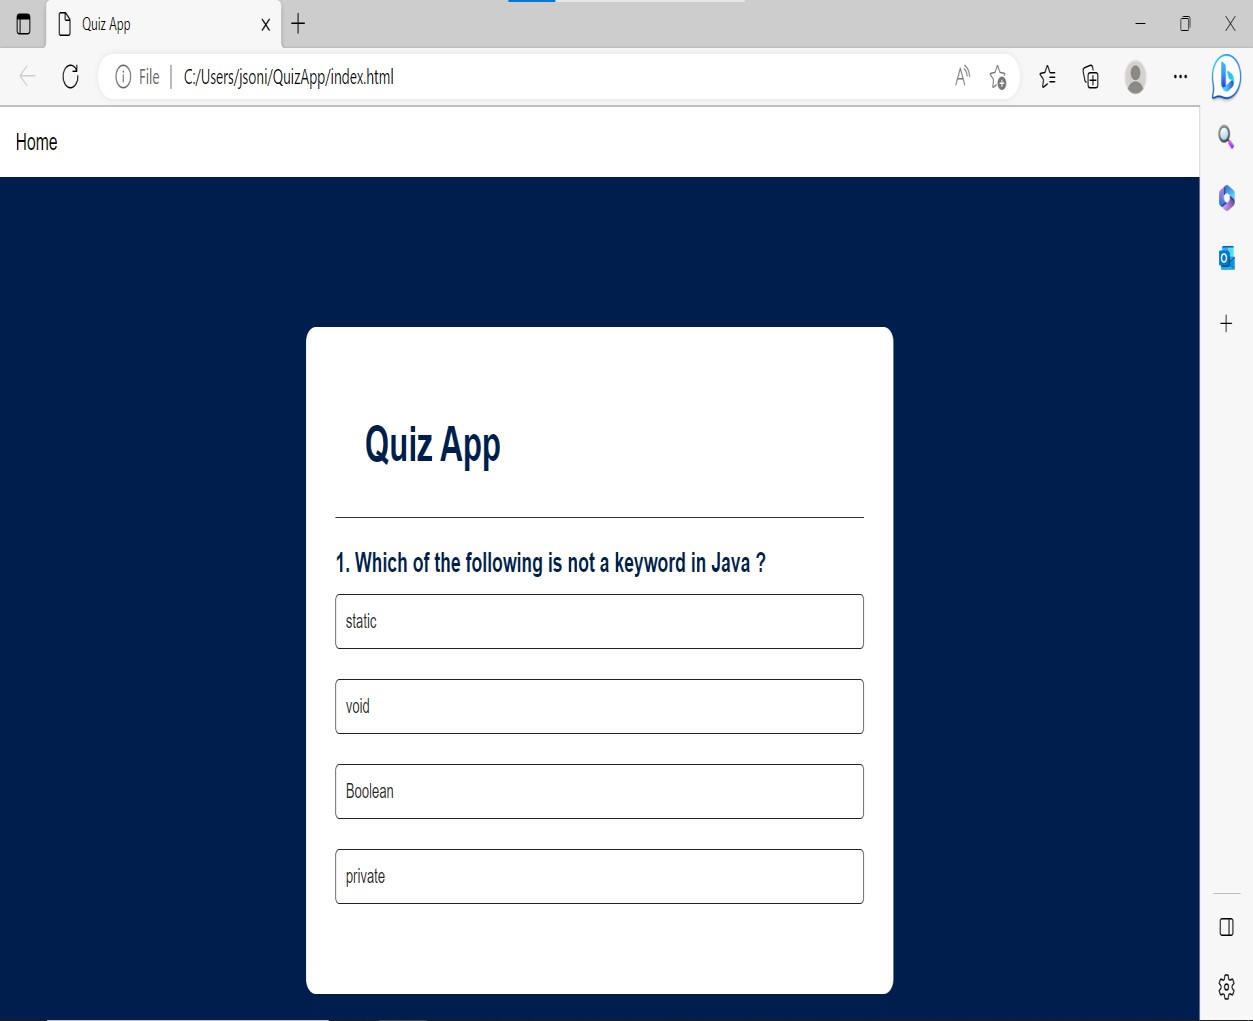 Quiz App
File
C:/Users/jsoni/QuizApp/index.html
Home
Quiz App
1. Which of the following is not a keyword in Java ?
static
void
Boolean
private